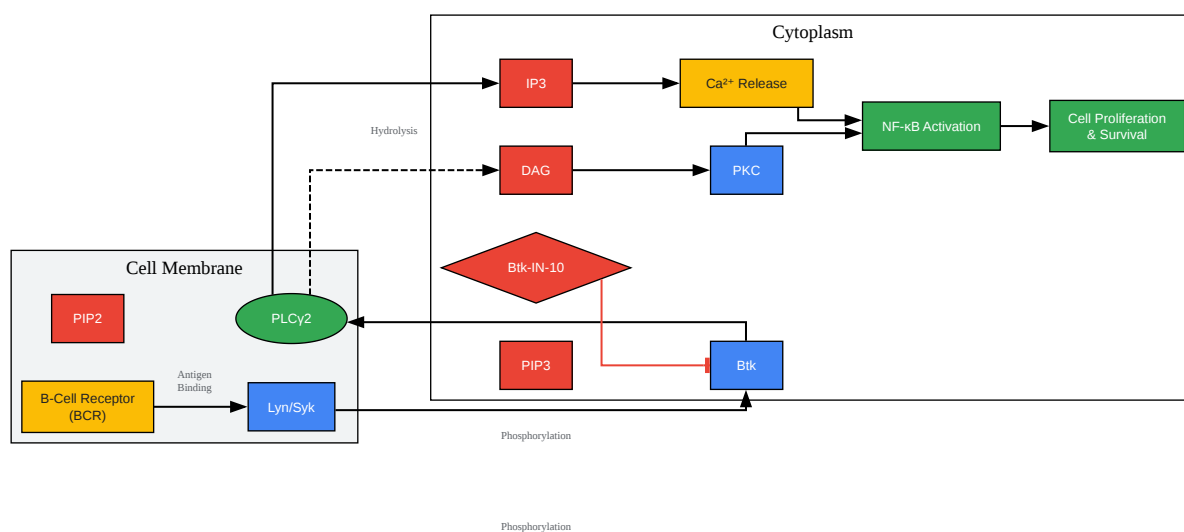 Cytoplasm
IP3
Ca²⁺ Release
Hydrolysis
NF-κB Activation
Cell Proliferation
& Survival
DAG
PKC
Btk-IN-10
Cell Membrane
PIP2
PLCγ2
PIP3
Btk
Antigen
Binding
B-Cell Receptor
(BCR)
Lyn/Syk
Phosphorylation
Phosphorylation